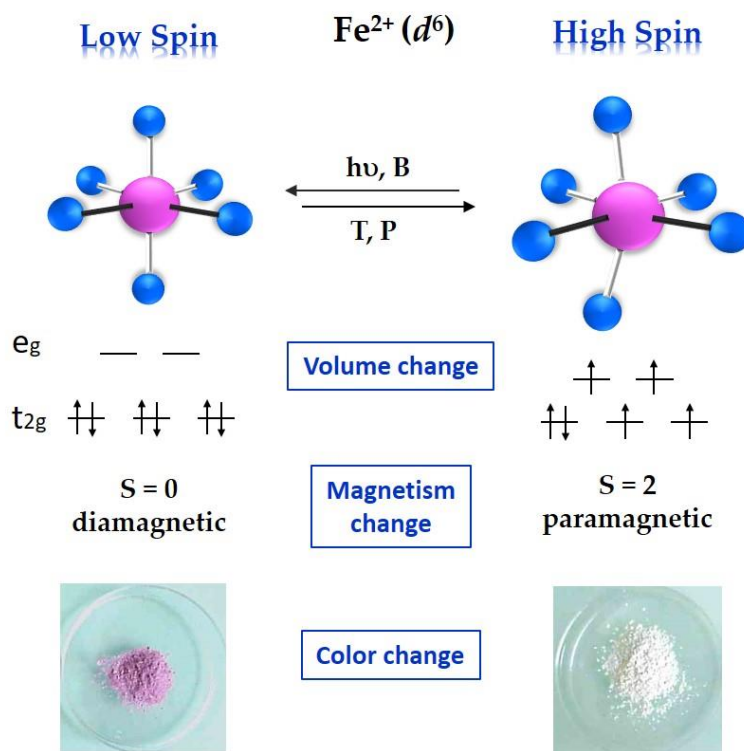 Low Spin
Fe²⁺ (d⁶)
High Spin
hυ, B
T, P
eg
t2g
Volume change
S = 0
diamagnetic
Magnetism
change
S = 2
paramagnetic
Color change